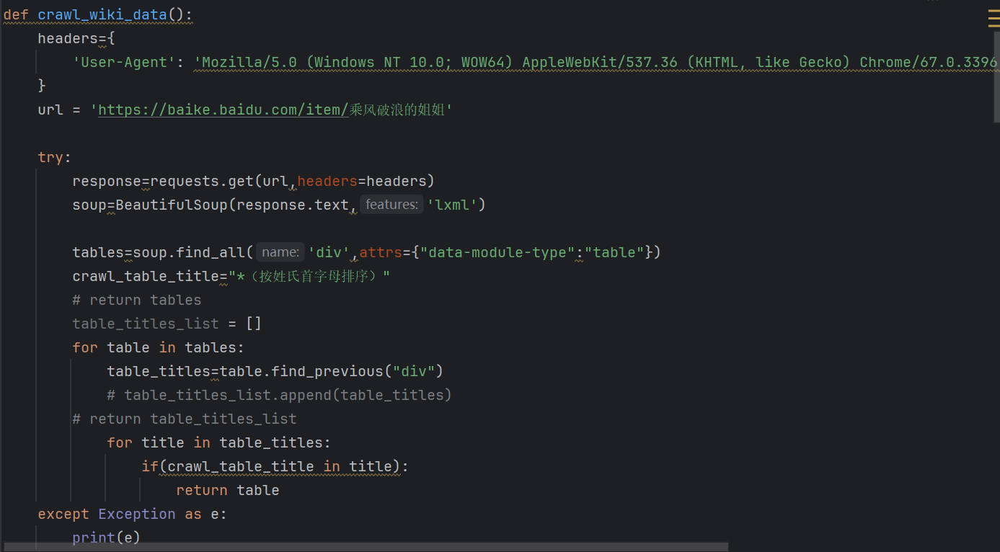 def crawl_wiki_data():
    headers={
        'User-Agent': 'Mozilla/5.0 (Windows NT 10.0; WOW64) AppleWebKit/537.36 (KHTML, like Gecko) Chrome/67.0.3396
    }
    url = 'https://baike.baidu.com/item/乘风破浪的姐姐'
    try:
        response=requests.get(url,headers=headers)
        soup=BeautifulSoup(response.text, features: 'lxml')
        tables=soup.find_all( name: 'div',attrs={"data-module-type":"table"})
        crawl_table_title="*（按姓氏首字母排序）"
        # return tables
        table_titles_list = []
        for table in tables:
            table_titles=table.find_previous("div")
            # table_titles_list.append(table_titles)
        # return table_titles_list
            for title in table_titles:
                if(crawl_table_title in title):
                    return table
    except Exception as e:
        print(e)